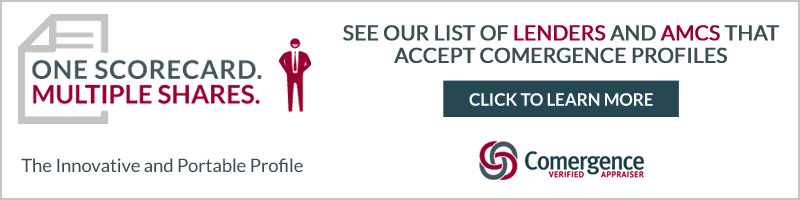 ONE SCORECARD.
MULTIPLE SHARES.
The Innovative and Portable Profile
SEE OUR LIST OF LENDERS AND AMCS THAT
ACCEPT COMERGENCE PROFILES
CLICK TO LEARN MORE
Comergence
VERIFIED APPRAISER